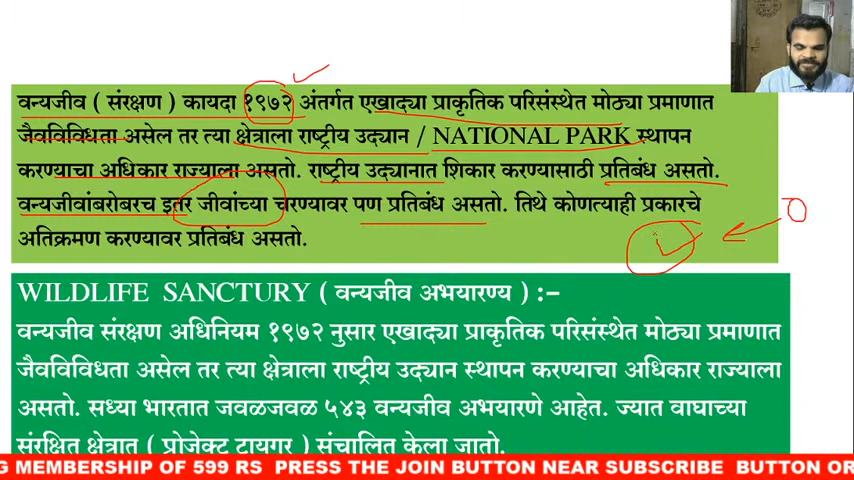 वन्यजीव ( संरक्षण ) कायदा १९७२ अंतर्गत एखाद्या प्राकृतिक परिसंस्थेत मोठ्या प्रमाणात
जैवविविधता असेल तर त्या क्षेत्राला राष्ट्रीय उद्यान / NATIONAL PARK स्थापन
करण्याचा अधिकार राज्याला असतो. राष्ट्रीय उद्यानात शिकार करण्यासाठी प्रतिबंध असतो.
वन्यजीवांबरोबरच इतर जीवांच्या चरण्यावर पण प्रतिबंध असतो. तिथे कोणत्याही प्रकारचे
अतिक्रमण करण्यावर प्रतिबंध असतो.
WILDLIFE SANCTURY ( वन्यजीव अभयारण्य ) :–
वन्यजीव संरक्षण अधिनियम १९७२ नुसार एखाद्या प्राकृतिक परिसंस्थेत मोठ्या प्रमाणात
जैवविविधता असेल तर त्या क्षेत्राला राष्ट्रीय उद्यान स्थापन करण्याचा अधिकार राज्याला
असतो. सध्या भारतात जवळजवळ ५४३ वन्यजीव अभयारणे आहेत. ज्यात वाघाच्या
संरक्षित क्षेत्रात ( प्रोजेक्ट टायगर ) संचालित केला जातो.
G MEMBERSHIP OF 599 RS PRESS THE JOIN BUTTON NEAR SUBSCRIBE BUTTON OR